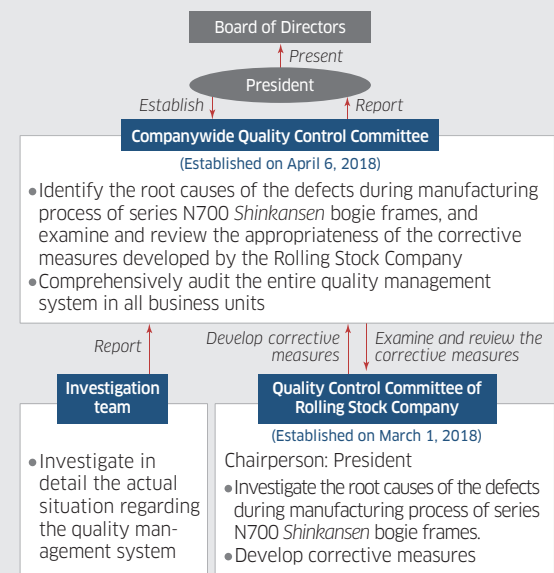 Board of Directors
Present
President
Establish
Report
Companywide Quality Control Committee
(Established on April 6, 2018)
●Identify the root causes of the defects during manufacturing
process of series N700 Shinkansen bogie frames, and
examine and review the appropriateness of the corrective
measures developed by the Rolling Stock Company
●Comprehensively audit the entire quality management
system in all business units
Report
Develop corrective
measures
Examine and review the
corrective measures
Investigation
team
●Investigate in
detail the actual
situation regarding
the quality man-
agement system
Quality Control Committee of
Rolling Stock Company
(Established on March 1, 2018)
Chairperson: President
●Investigate the root causes of the defects
during manufacturing process of series
N700 Shinkansen bogie frames.
●Develop corrective measures